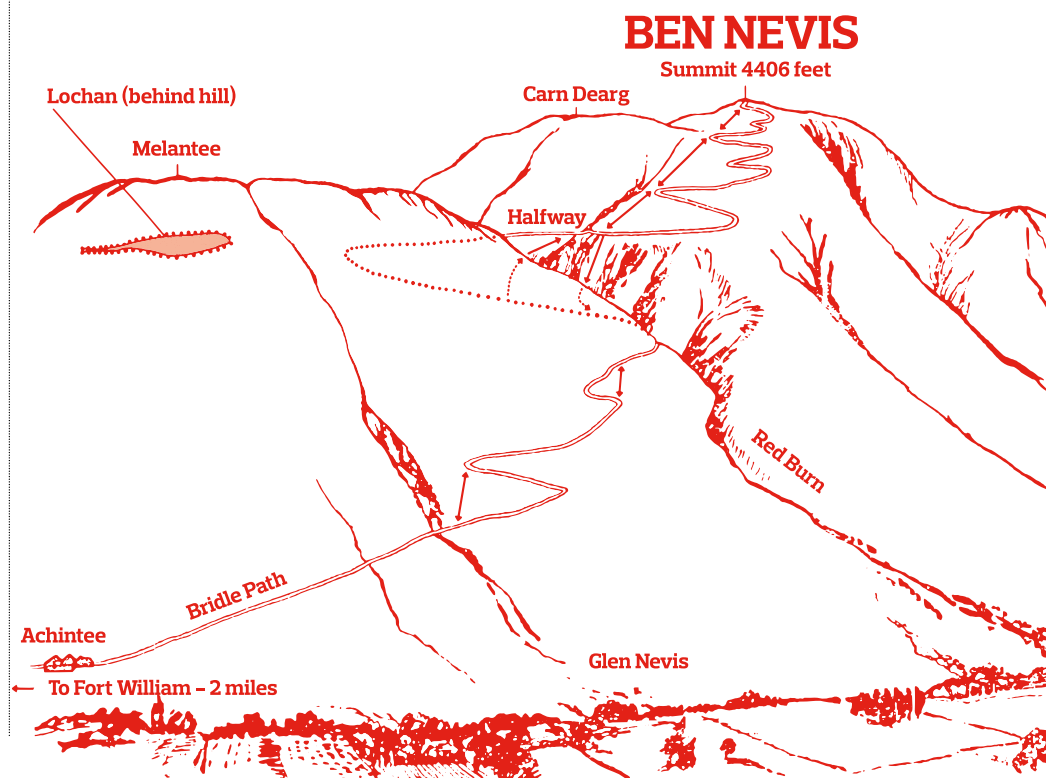 BEN NEVIS
Summit 4406 feet
Carn Dearg
Lochan (behind hill)
Melantee
Halfway
Red Burn
Bridle Path
Achintee
Glen Nevis
To Fort William – 2 miles